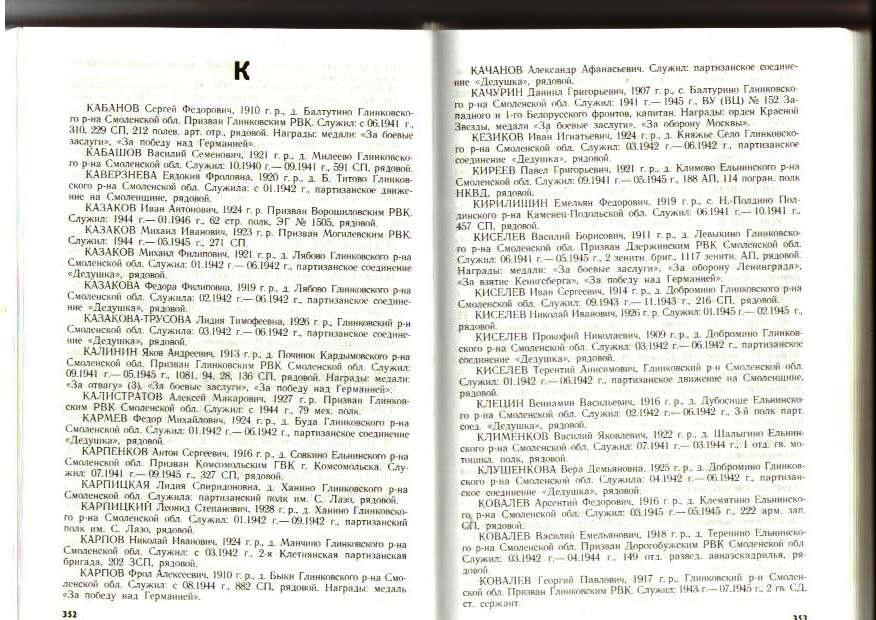 К
КАБАНОВ Сергей Федорович, 1910 г. р., д. Балтутино Глинковско-
го р-на Смоленской обл. Призван Глинковским РВК. Служил: с 06.1941 г.,
310, 229 СП, 212 полев. арт. отр., рядовой. Награды: медали: «За боевые
заслуги», «За победу над Германией».
КАБАШОВ Василий Семенович, 1921 г. р., д. Милеево Глинковско-
го р-на Смоленской обл. Служил: 10.1940 г.— 09.1941 г., 591 СП, рядовой.
КАВЕРЗНЕВА Евдокия Фроловна, 1920 г. р., д. Б. Титово Глинков-
ского р-на Смоленской обл. Служила: с 01.1942 г., партизанское движе-
ние на Смоленщине, рядовой.
КАЗАКОВ Иван Антонович, 1924 г. р. Призван Ворошиловским РВК.
Служил: 1944 г.— 01.1946 г., 62 стр. полк, ЭГ № 1505, рядовой.
КАЗАКОВ Михаил Иванович, 1923 г. р. Призван Могилевским РВК.
Служил: 1944 г.— 05.1945 г., 271 СП.
КАЗАКОВ Михаил Филипович, 1921 г. р., д. Лябово Глинковского р-на
Смоленской обл. Служил: 01.1942 г.— 06.1942 г., партизанское соединение
«Дедушка», рядовой.
КАЗАКОВА Федора Филиповна, 1919 г. р., д. Лябово Глинковского р-на
Смоленской обл. Служила: 02.1942 г.— 06.1942 г., партизанское соедине-
ние «Дедушка», рядовой.
КАЗАКОВА-ТРУСОВА Лидия Тимофеевна, 1926 г. р., Глинковский р-н
Смоленской обл. Служила: 03.1942 г.— 06.1942 г., партизанское соедине-
ние «Дедушка», рядовой.
КАЛИНИН Яков Андреевич, 1913 г. р., д. Починок Кардымовского р-на
Смоленской обл. Призван Глинковским РВК Смоленской обл. Служил:
09.1941 г.— 05.1945 г., 1081, 94, 28, 136 СП, рядовой. Награды: медали:
«За отвагу» (3), «За боевые заслуги», «За победу над Германией».
КАЛИСТРАТОВ Алексей Макарович, 1927 г. р. Призван Глинков-
ским РВК Смоленской обл. Служил: с 1944 г., 79 мех. полк.
КАРМЕВ Федор Михайлович, 1924 г. р., д. Буда Глинковского р-на
Смоленской обл. Служил: 01.1942 г.— 06.1942 г., партизанское соединение
«Дедушка», рядовой.
КАРПЕНКОВ Антон Сергеевич, 1916 г. р., д. Совкино Ельнинского р-на
Смоленской обл. Призван Комсомольским ГВК г. Комсомольска. Слу-
жил: 07.1941 г.— 09.1945 г., 327 СП, рядовой.
КАРПИЦКАЯ Лидия Спиридоновна, д. Ханино Глинковского р-на
Смоленской обл. Служила: партизанский полк им. С. Лазо, рядовой.
КАРПИЦКИЙ Леонид Степанович, 1928 г. р., д. Ханино Глинковско-
го р-на Смоленской обл. Служил: 01.1942 г.— 09.1942 г., партизанский
полк им. С. Лазо, рядовой.
КАРПОВ Николай Иванович, 1924 г. р., д. Манчино Глинковского р-на
Смоленской обл. Служил: с 03.1942 г., 2-я Клетнянская партизанская
бригада, 202 ЗСП, рядовой.
КАРПОВ Фрол Алексеевич, 1910 г. р., д. Быки Глинковского р-на Смо-
ленской обл. Служил: с 08.1944 г., 882 СП, рядовой. Награды: медаль
«За победу над Германией».
352
КАЧАНОВ Александр Афанасьевич. Служил: партизанское соедине-
ние «Дедушка», рядовой.
КАЧУРИН Даниил Григорьевич, 1907 г. р., с. Балтурино Глинковско-
го р-на Смоленской обл. Служил: 1941 г.— 1945 г., ВУ (ВЦ) № 152 За-
падного и 1-го Белорусского фронтов, капитан. Награды: орден Красной
Звезды, медали «За боевые заслуги», «За оборону Москвы».
КЕЗИКОВ Иван Игнатьевич, 1924 г. р., д. Княжье Село Глинковско-
го р-на Смоленской обл. Служил: 03.1942 г.— 06.1942 г., партизанское
соединение «Дедушка», рядовой.
КИРЕЕВ Павел Григорьевич, 1921 г. р., д. Климово Ельнинского р-на
Смоленской обл. Служил: 09.1941 г.— 05.1945 г., 188 АП, 114 погран. полк
НКВД, рядовой.
КИРИЛИШИН Емельян Федорович, 1919 г. р., с. Н.-Полдино Пол-
динского р-на Каменец-Подольской обл. Служил: 06.1941 г.— 10.1941 г.,
457 СП, рядовой.
КИСЕЛЕВ Василий Борисович, 1911 г. р., д. Левыкино Глинковско-
го р-на Смоленской обл. Призван Дзержинским РВК Смоленской обл.
Служил: 06.1941 г.— 05.1945 г., 2 зенитн. бриг., 1117 зенитн. АП, рядовой.
Награды: медали: «За боевые заслуги», «За оборону Ленинграда»,
«За взятие Кенигсберга», «За победу над Германией».
КИСЕЛЕВ Иван Сергеевич, 1914 г. р., д. Добромино Глинковского р-на
Смоленской обл. Служил: 09.1943 г.— 11.1943 г., 216 СП, рядовой.
КИСЕЛЕВ Николай Иванович, 1926 г. р. Служил: 01.1945 г.— 02.1945 г.,
рядовой.
КИСЕЛЕВ Прокофий Николаевич, 1909 г. р., д. Добромино Глинков-
ского р-на Смоленской обл. Служил: 03.1942 г.— 06.1942 г., партизанское
соединение «Дедушка», рядовой.
КИСЕЛЕВ Терентий Анисимович, Глинковский р-н Смоленской обл.
Служил: 01.1942 г.— 06.1942 г., партизанское движение на Смоленщине,
рядовой.
КЛЕЦИН Вениамин Васильевич, 1916 г. р., д. Дубосище Ельнинско-
го р-на Смоленской обл. Служил: 02.1942 г.— 06.1942 г., 3-й полк парт.
соед. «Дедушка», рядовой.
КЛИМЕНКОВ Василий Яковлевич, 1922 г. р., д. Шалыгино Ельнин-
ского р-на Смоленской обл. Служил: 07.1941 г.— 03.1944 г., 1 отд. гв. мо-
тоцикл. полк, рядовой.
КЛУШЕНКОВА Вера Демьяновна, 1925 г. р., д. Добромино Глинков-
ского р-на Смоленской обл. Служила: 04.1942 г.— 06.1942 г., партизан-
ское соединение «Дедушка», рядовой.
КОВАЛЕВ Арсентий Федорович, 1916 г. р., д. Клемятино Ельнинско-
го р-на Смоленской обл. Служил: 03.1945 г.— 05.1945 г., 222 арм. зап.
СП, рядовой.
КОВАЛЕВ Василий Емельянович, 1918 г. р., д. Теренино Ельнинско-
го р-на Смоленской обл. Призван Дорогобужским РВК Смоленской обл.
Служил: 03.1942 г.— 04.1944 г., 149 отд. развед. авиаэскадрилья, ря-
довой.
КОВАЛЕВ Георгий Павлович, 1917 г. р., Глинковский р-н Смолен-
ской обл. Призван Глинковским РВК. Служил: 1943 г.— 07.1945 г., 2 гв. СД,
ст. сержант.
353